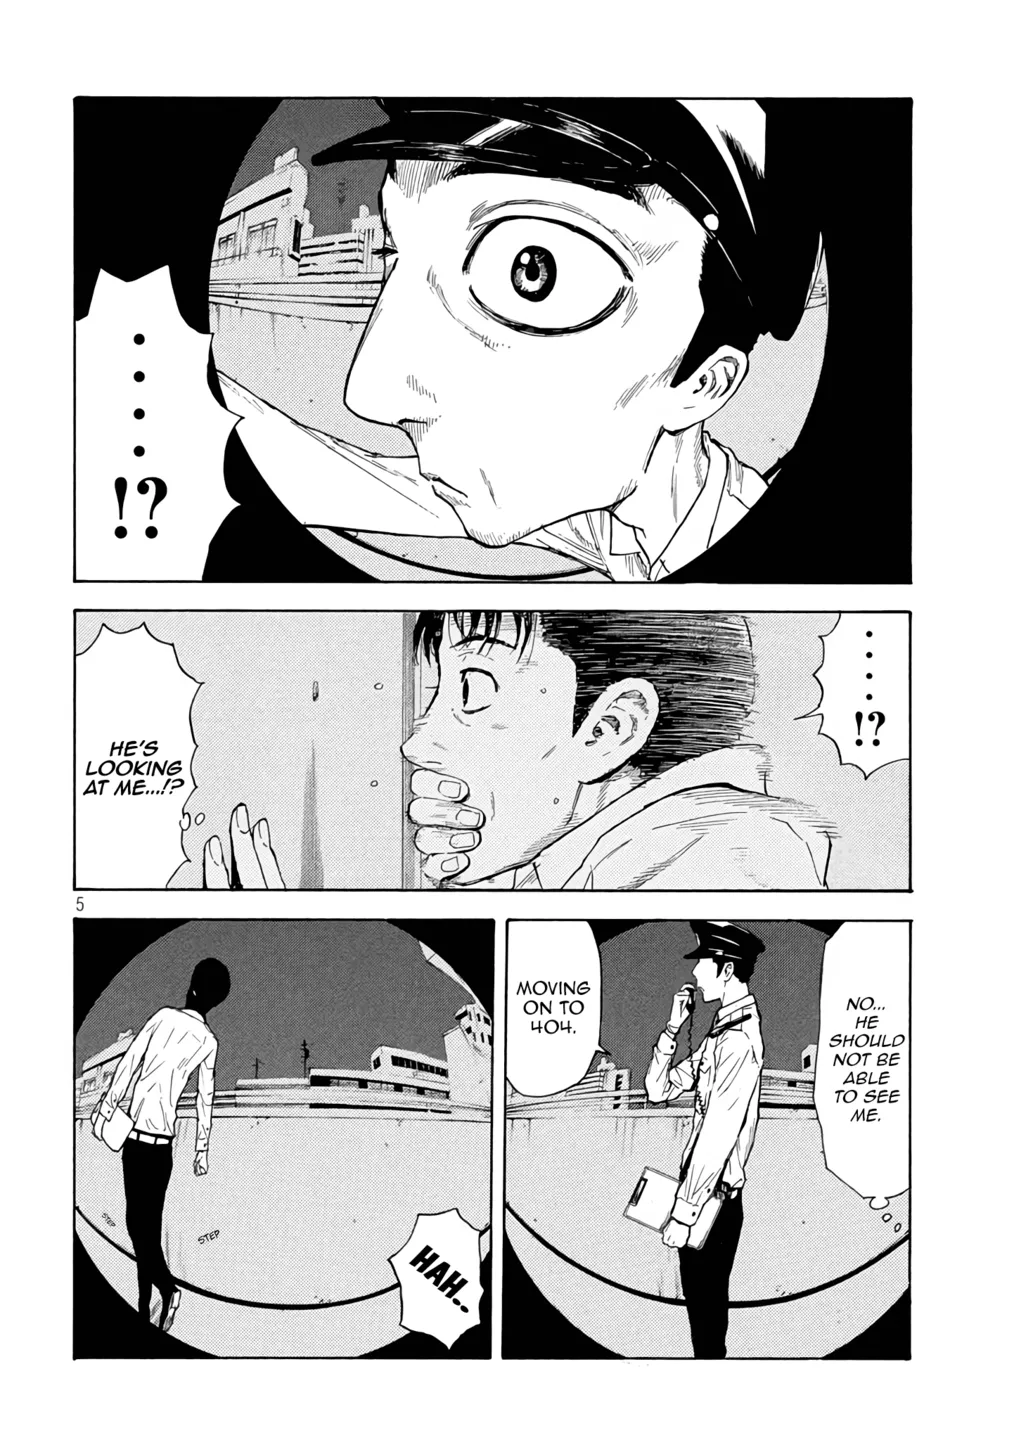 ....!?
....!?
HE'S
LOOKING
AT ME...!?
5
NO...
HE
SHOULD
NOT BE
ABLE
TO SEE
ME.
MOVING
ON TO
404.
STEP
STEP
HAH..